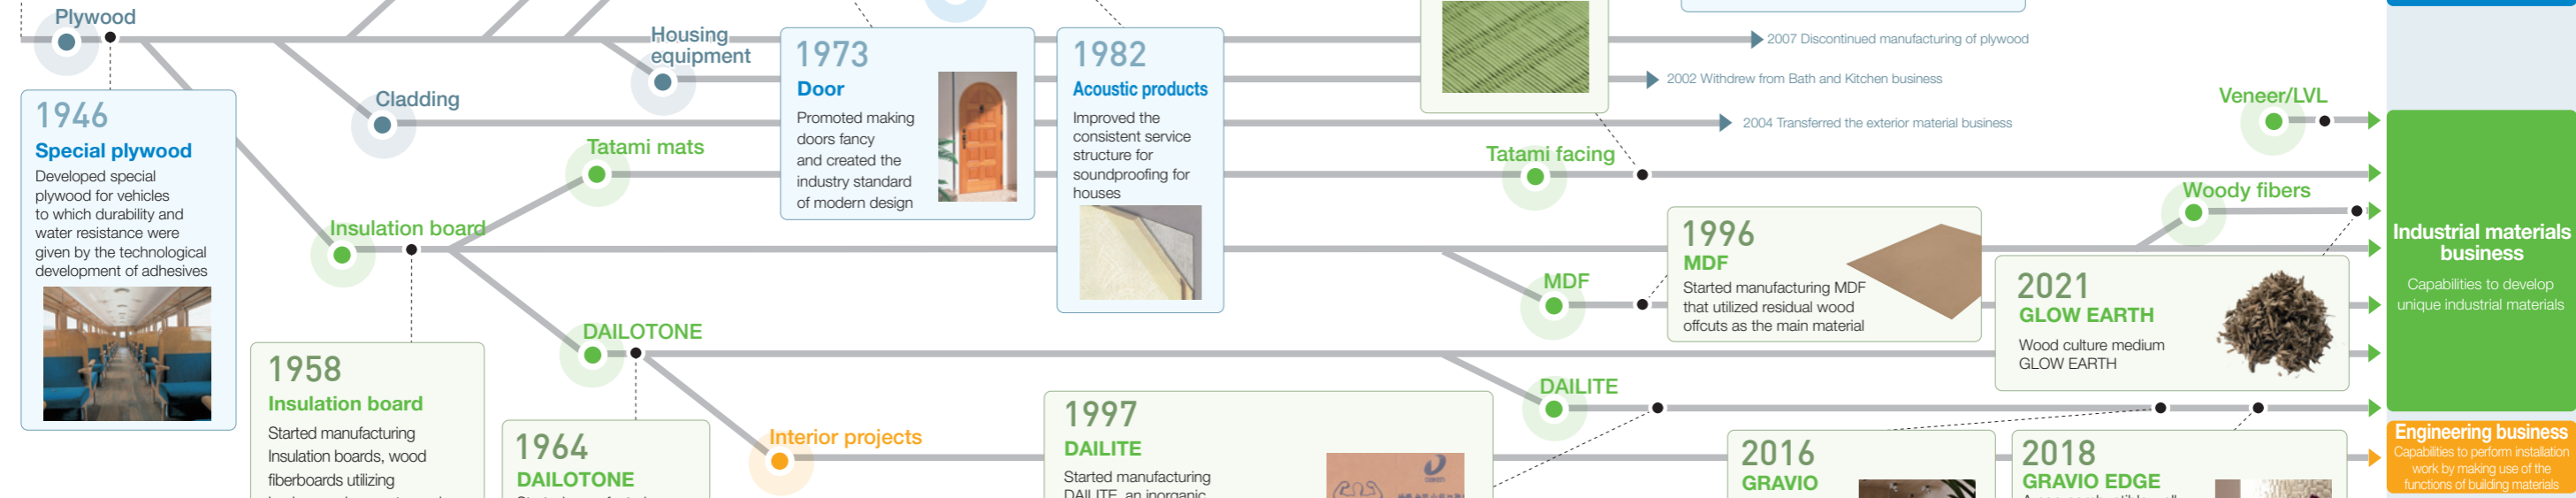 Plywood
1946
Special plywood
Developed special
plywood for vehicles
to which durability and
water resistance were
given by the technological
development of adhesives
Cladding
Housing
equipment
Tatami mats
Insulation board
1958
Insulation board
Started manufacturing
Insulation boards, wood
fiberboards utilizing
DAILOTONE
1964
DAILOTONE
Interior projects
1973
Door
Promoted making
doors fancy
and created the
industry standard
of modern design
1982
Acoustic products
Improved the
consistent service
structure for
soundproofing for
houses
1997
DAILITE
Started manufacturing
DAILITE, an inorganic
2007 Discontinued manufacturing of plywood
2002 Withdrew from Bath and Kitchen business
2004 Transferred the exterior material business
Tatami facing
MDF
1996
MDF
Started manufacturing MDF
that utilized residual wood
offcuts as the main material
DAILITE
2016
GRAVIO
2018
GRAVIO EDGE
Veneer/LVL
Woody fibers
2021
GLOW EARTH
Wood culture medium
GLOW EARTH
Industrial materials
business
Capabilities to develop
unique industrial materials
Engineering business
Capabilities to perform installation
work by making use of the
functions of building materials